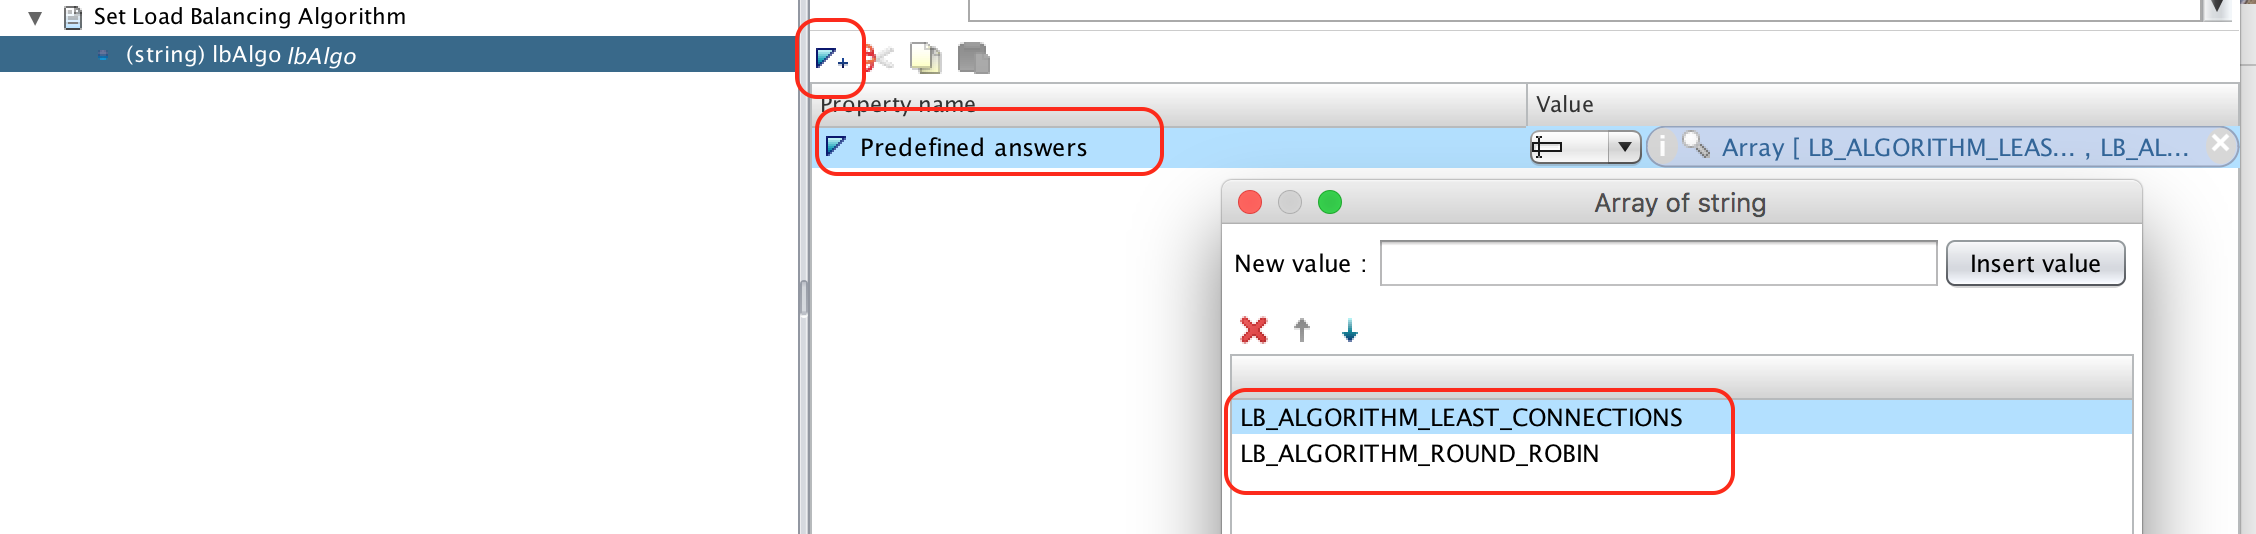 Set Load Balancing Algorithm
(string) lbAlgo lbAlgo
Property name
Value
Predefined answers
Array [ LB_ALGORITHM_LEAS... , LB_AL...
Array of string
New value :
Insert value
LB_ALGORITHM_LEAST_CONNECTIONS
LB_ALGORITHM_ROUND_ROBIN